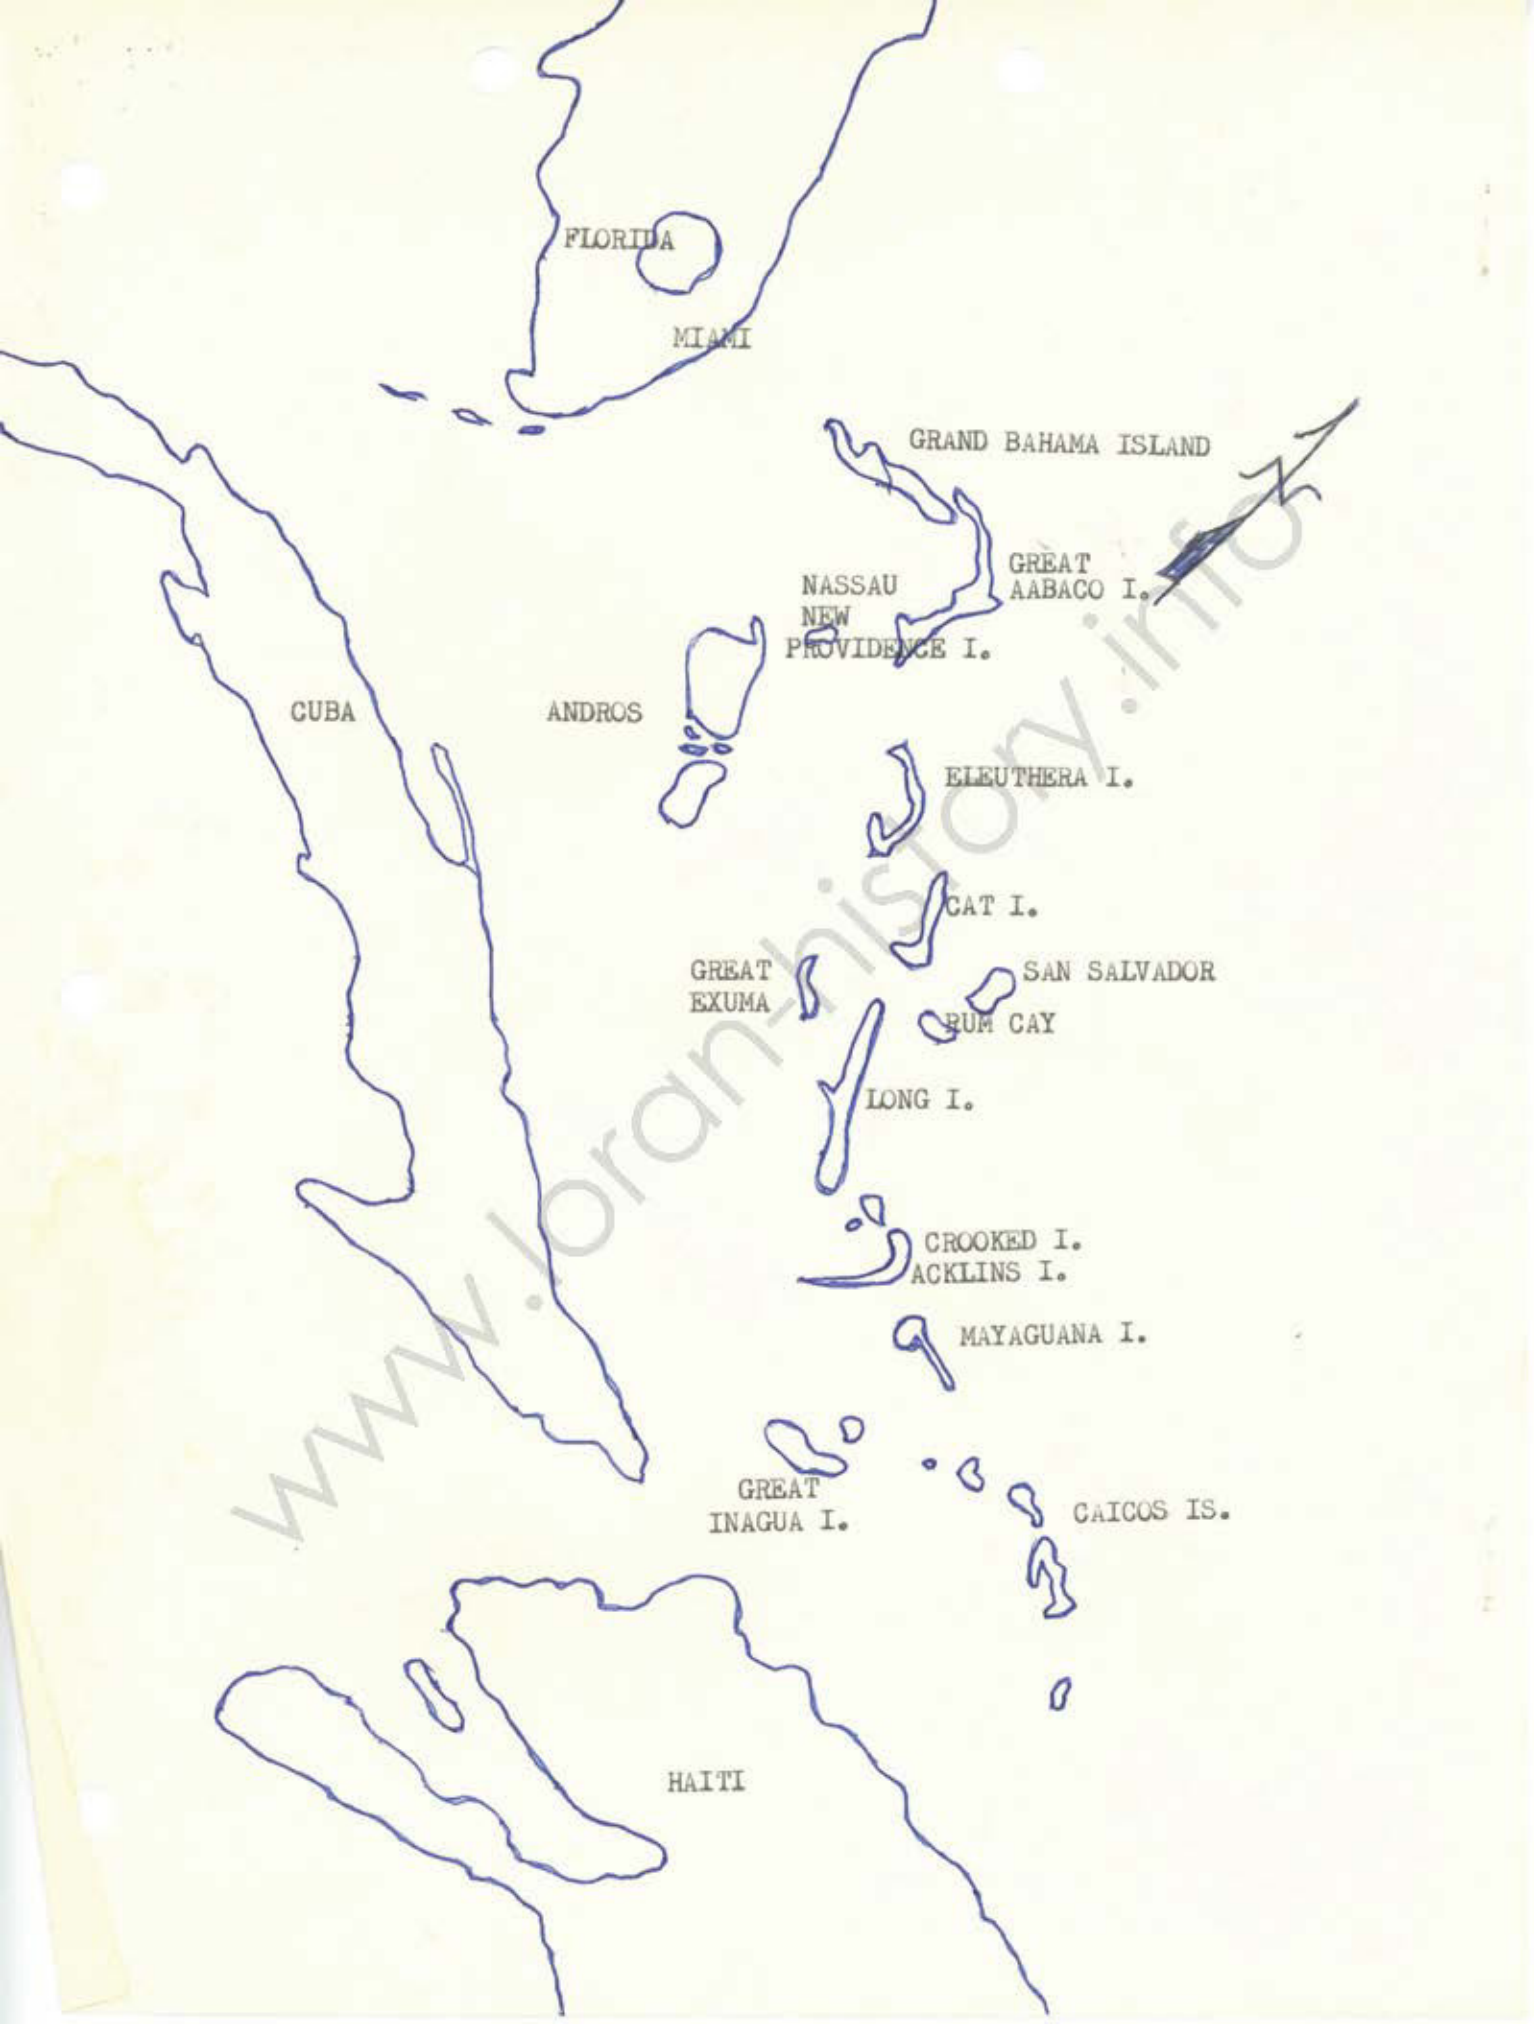 FLORIDA
MIAMI
GRAND BAHAMA ISLAND
N
GREAT
AABACO I.
NASSAU
NEW
PROVIDENCE I.
CUBA
ANDROS
ELEUTHERA I.
CAT I.
GREAT
EXUMA
SAN SALVADOR
RUM CAY
LONG I.
CROOKED I.
ACKLINS I.
MAYAGUANA I.
GREAT
INAGUA I.
CAICOS IS.
HAITI
www.loran-history.info